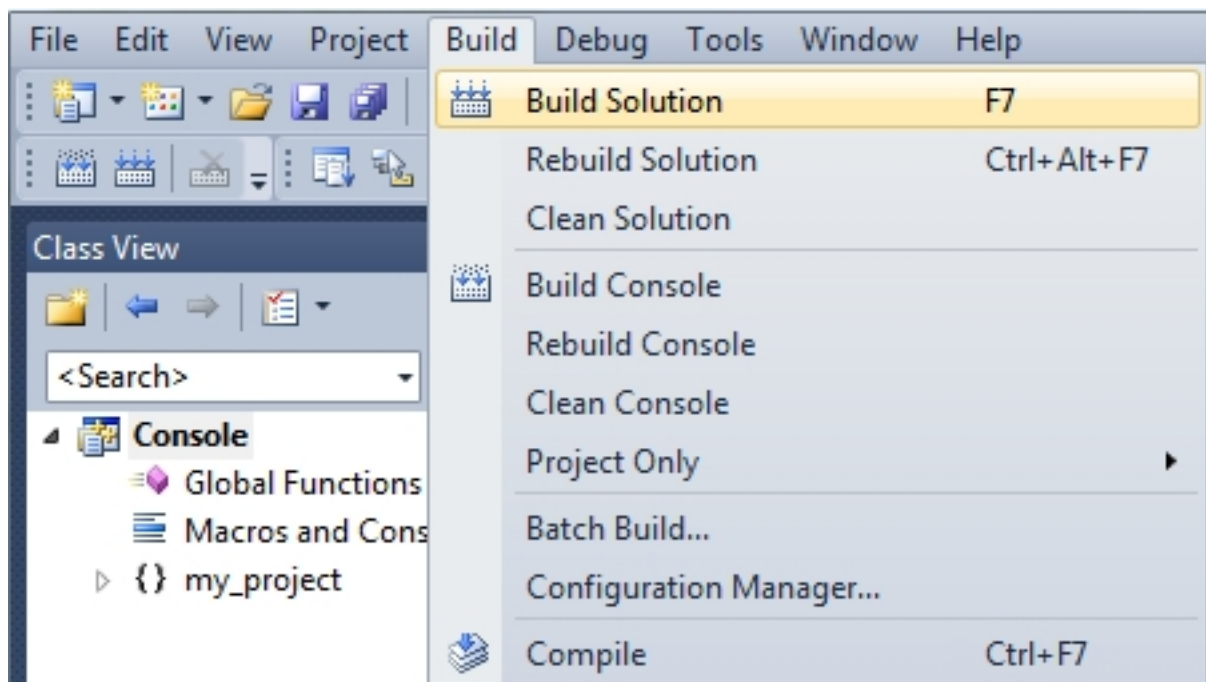 File Edit View Project Build Debug Tools Window Help
Build Solution F7
Rebuild Solution Ctrl+Alt+F7
Clean Solution
Build Console
Rebuild Console
Clean Console
Project Only
Batch Build...
Configuration Manager...
Compile Ctrl+F7
Class View
<Search>
Console
Global Functions
Macros and Cons
{} my_project